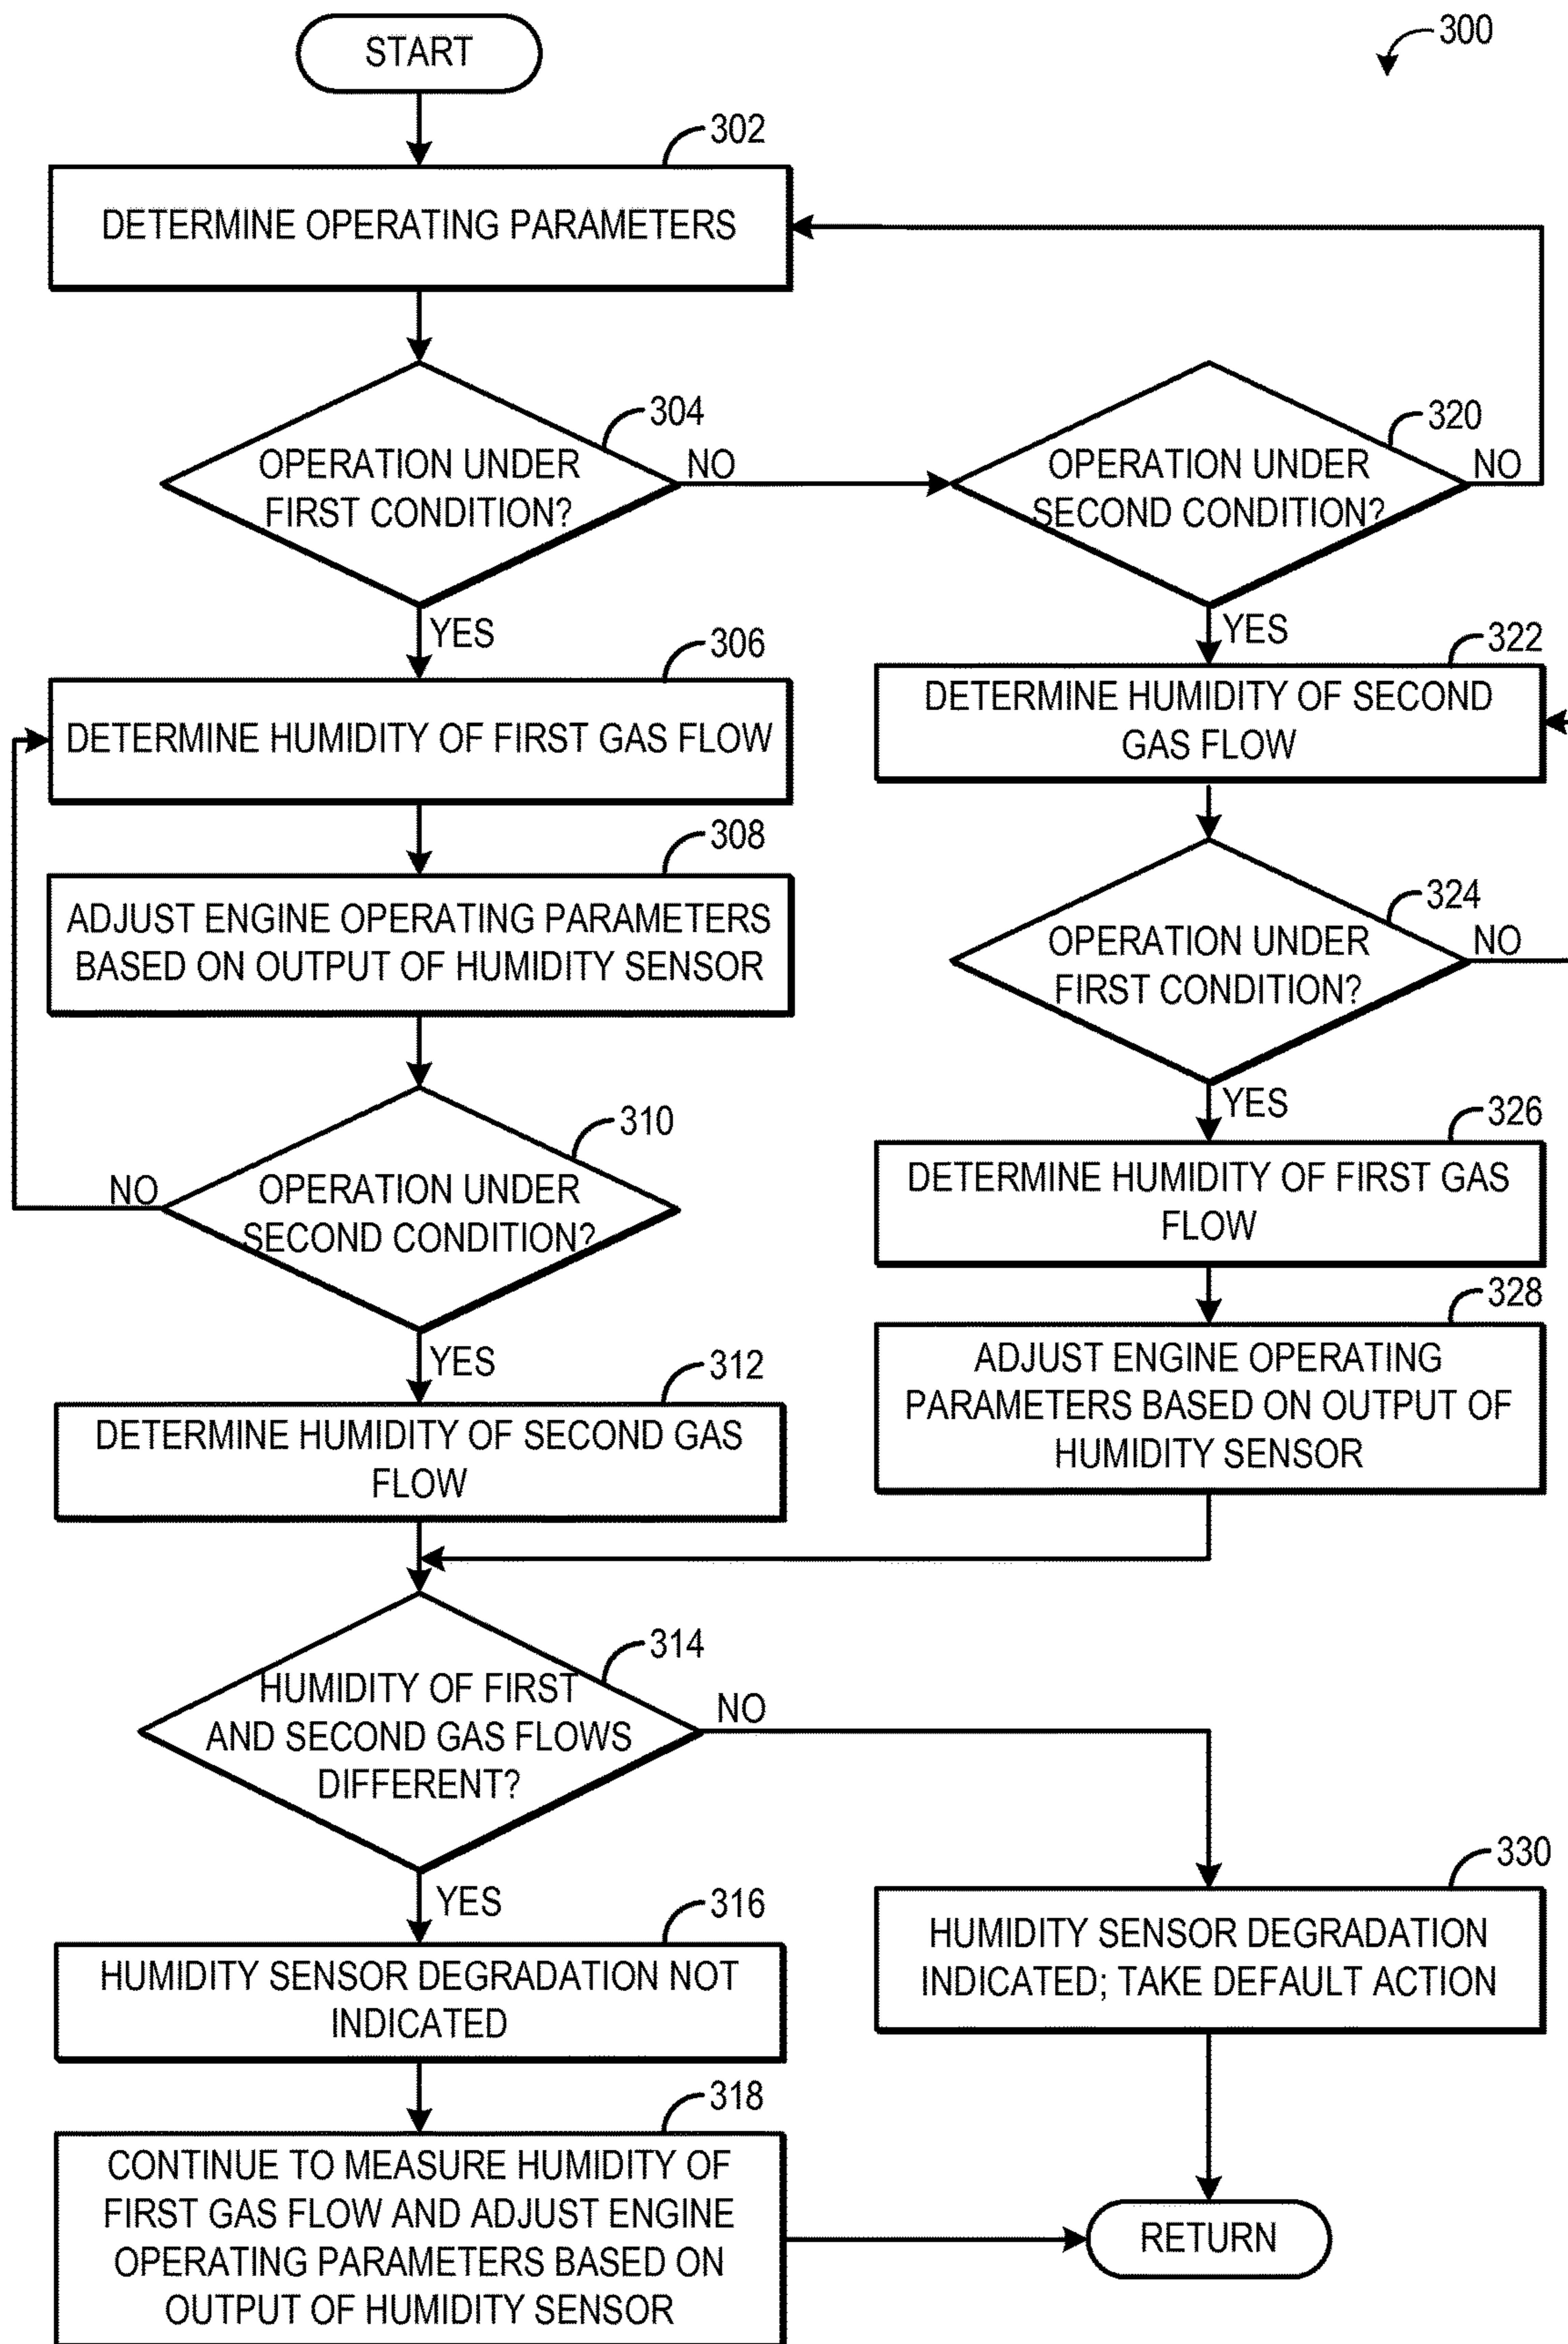 START
300
302
DETERMINE OPERATING PARAMETERS
304
OPERATION UNDER
FIRST CONDITION?
NO
320
OPERATION UNDER
SECOND CONDITION?
NO
YES
306
DETERMINE HUMIDITY OF FIRST GAS FLOW
308
ADJUST ENGINE OPERATING PARAMETERS
BASED ON OUTPUT OF HUMIDITY SENSOR
310
OPERATION UNDER
SECOND CONDITION?
NO
YES
312
DETERMINE HUMIDITY OF SECOND GAS
FLOW
YES
322
DETERMINE HUMIDITY OF SECOND
GAS FLOW
324
OPERATION UNDER
FIRST CONDITION?
NO
YES
326
DETERMINE HUMIDITY OF FIRST GAS
FLOW
328
ADJUST ENGINE OPERATING
PARAMETERS BASED ON OUTPUT OF
HUMIDITY SENSOR
314
HUMIDITY OF FIRST
AND SECOND GAS FLOWS
DIFFERENT?
NO
YES
316
HUMIDITY SENSOR DEGRADATION NOT
INDICATED
318
CONTINUE TO MEASURE HUMIDITY OF
FIRST GAS FLOW AND ADJUST ENGINE
OPERATING PARAMETERS BASED ON
OUTPUT OF HUMIDITY SENSOR
330
HUMIDITY SENSOR DEGRADATION
INDICATED; TAKE DEFAULT ACTION
RETURN